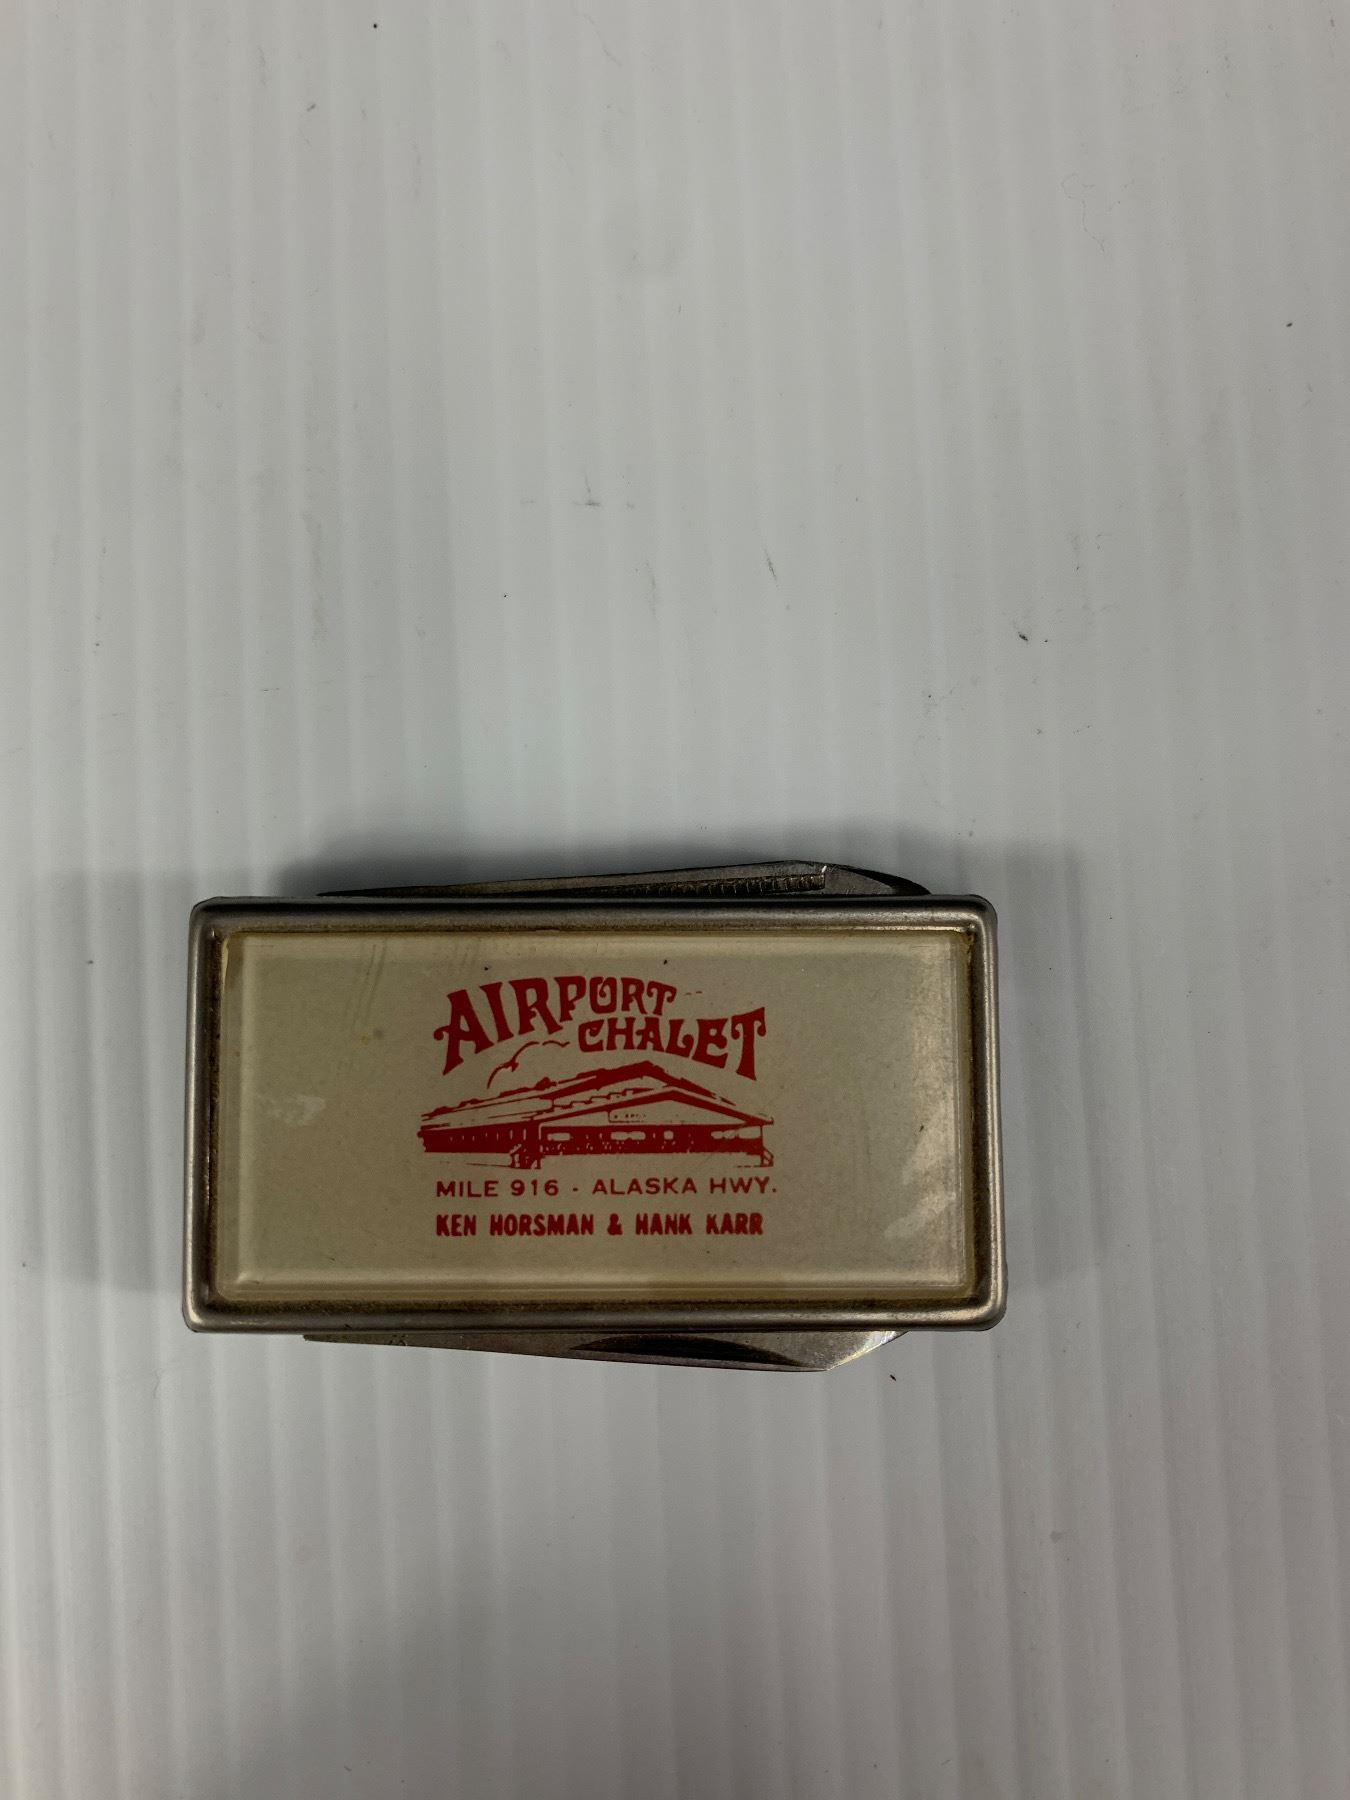 AIRPORT
CHALET
MILE 916 - ALASKA HWY.
KEN HORSMAN & HANK KARR